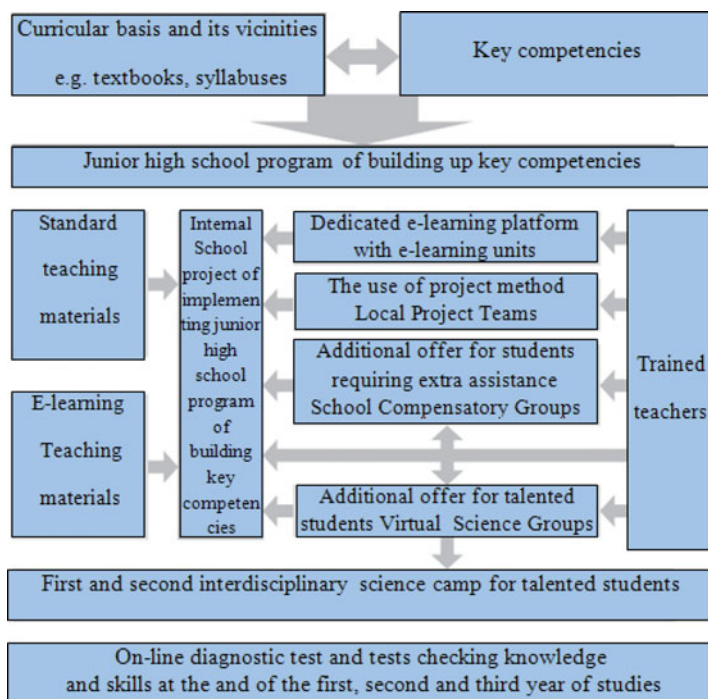 Curricular basis and its vicinities
e.g. textbooks, syllabuses
Key competencies
Junior high school program of building up key competencies
Standard
teaching
materials
E-learning
Teaching
materials
Internal
School
project of
implemen
ting junior
high
school
program
of
building
key
competen
cies
Dedicated e-learning platform
with e-learning units
The use of project method
Local Project Teams
Additional offer for students
requiring extra assistance
School Compensatory Groups
Additional offer for talented
students Virtual Science Groups
Trained
teachers
First and second interdisciplinary science camp for talented students
On-line diagnostic test and tests checking knowledge
and skills at the and of the first, second and third year of studies